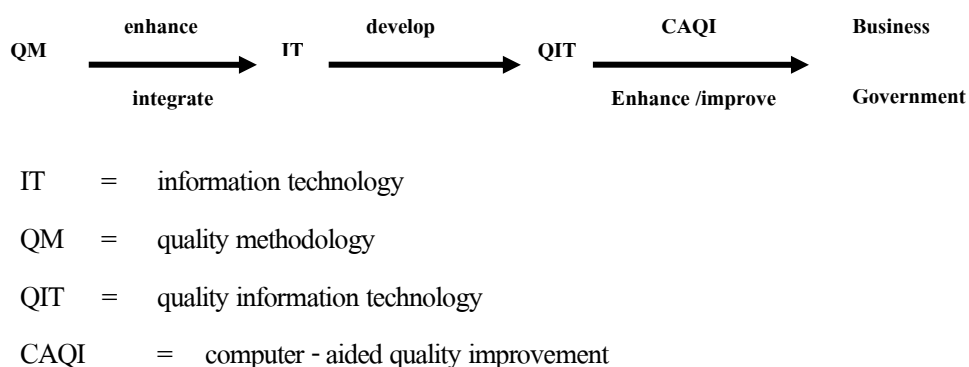 enhance develop CAQI Business
QM IT QIT
integrate Enhance /improve Government
IT = information technology
QM = quality methodology
QIT = quality information technology
CAQI = computer - aided quality improvement